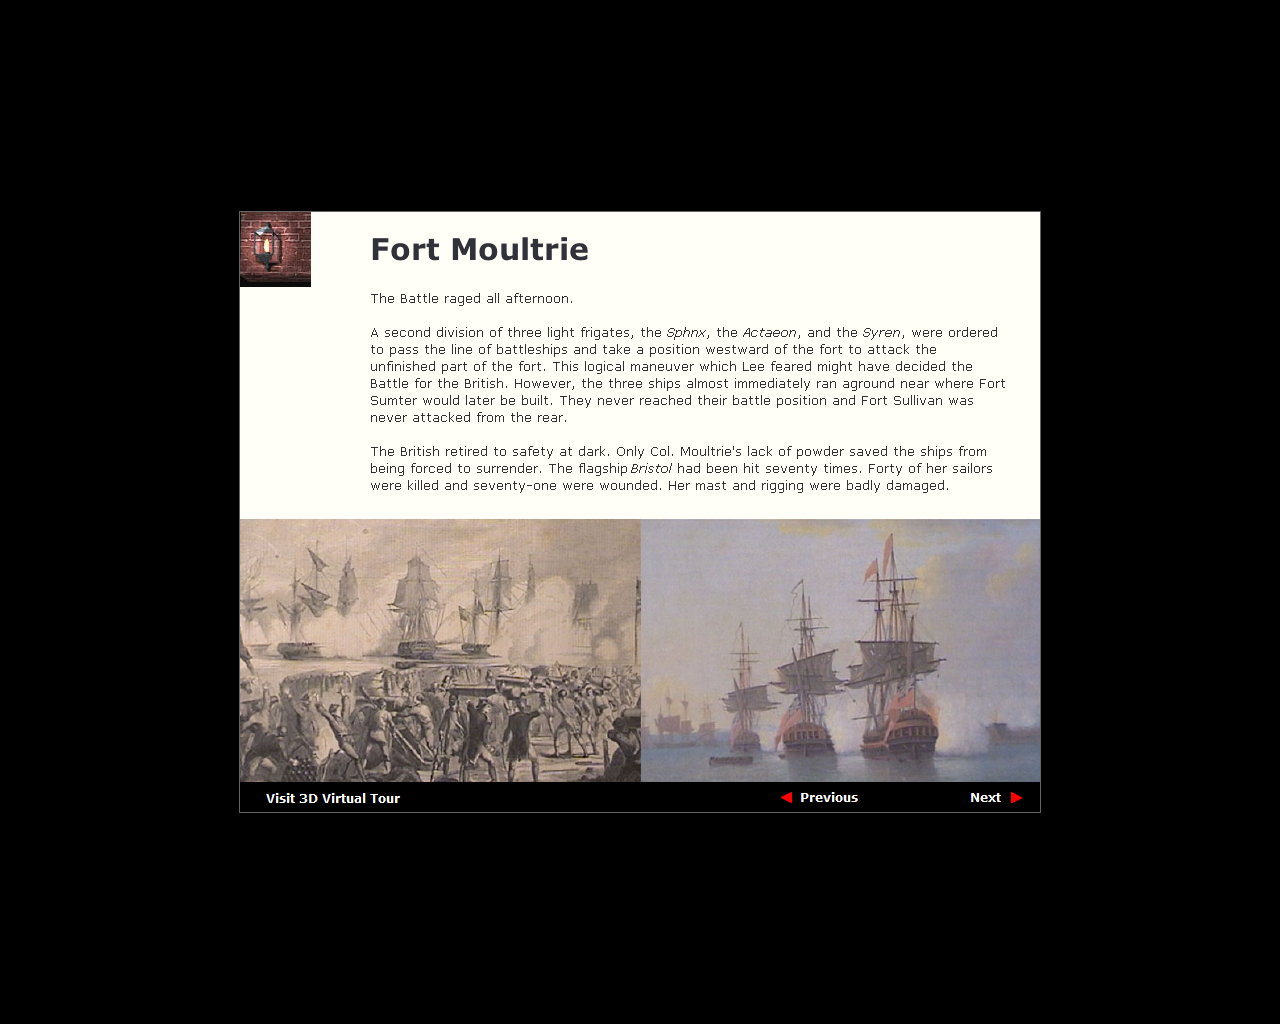 Fort Moultrie
The Battle raged all afternoon.
A second division of three light frigates, the Sphnx, the Actaeon, and the Syren, were ordered
to pass the line of battleships and take a position westward of the fort to attack the
unfinished part of the fort. This logical maneuver which Lee feared might have decided the
Battle for the British. However, the three ships almost immediately ran aground near where Fort
Sumter would later be built. They never reached their battle position and Fort Sullivan was
never attacked from the rear.
The British retired to safety at dark. Only Col. Moultrie's lack of powder saved the ships from
being forced to surrender. The flagship Bristol had been hit seventy times. Forty of her sailors
were killed and seventy-one were wounded. Her mast and rigging were badly damaged.
Visit 3D Virtual Tour
Previous
Next